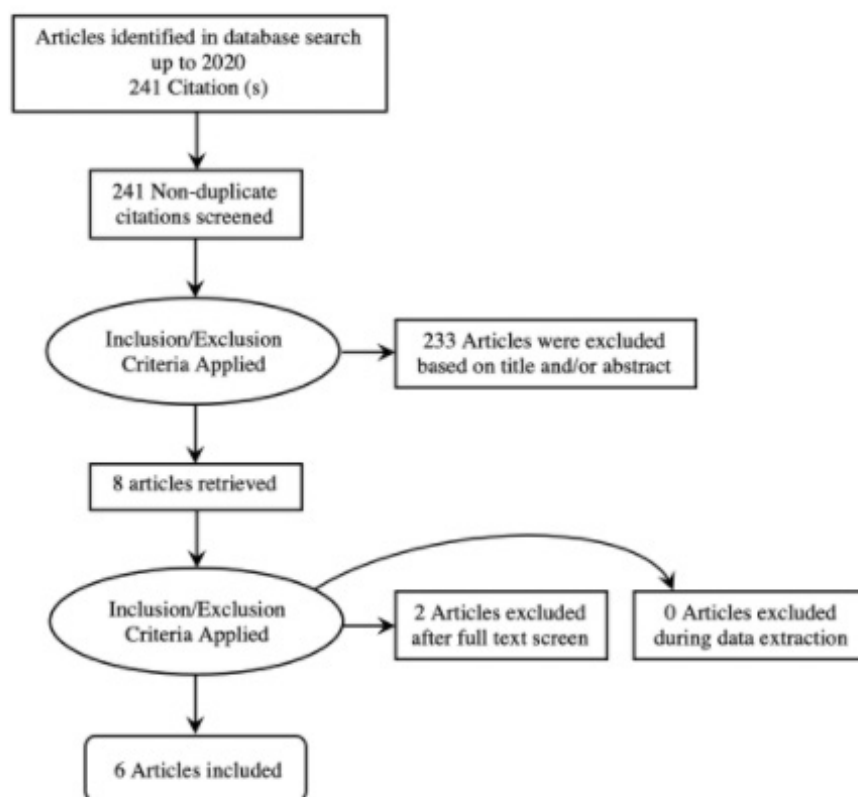 Articles identified in database search
up to 2020
241 Citation (s)
241 Non-duplicate
citations screened
Inclusion/Exclusion
Criteria Applied
233 Articles were excluded
based on title and/or abstract
8 articles retrieved
Inclusion/Exclusion
Criteria Applied
2 Articles excluded
after full text screen
0 Articles excluded
during data extraction
6 Articles included